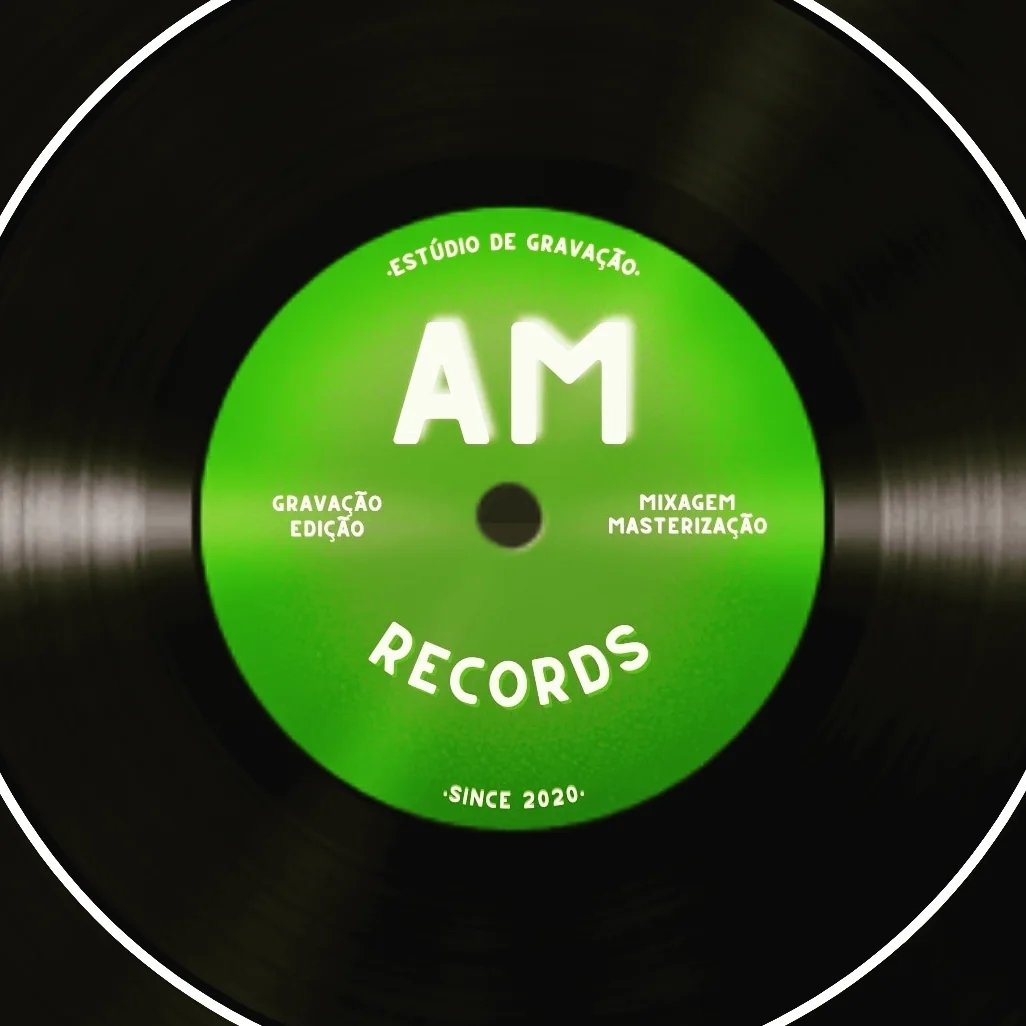 ·ESTÚDIO DE GRAVAÇÃO·
AM
GRAVAÇÃO
EDIÇÃO
MIXAGEM
MASTERIZAÇÃO
RECORDS
·SINCE 2020·